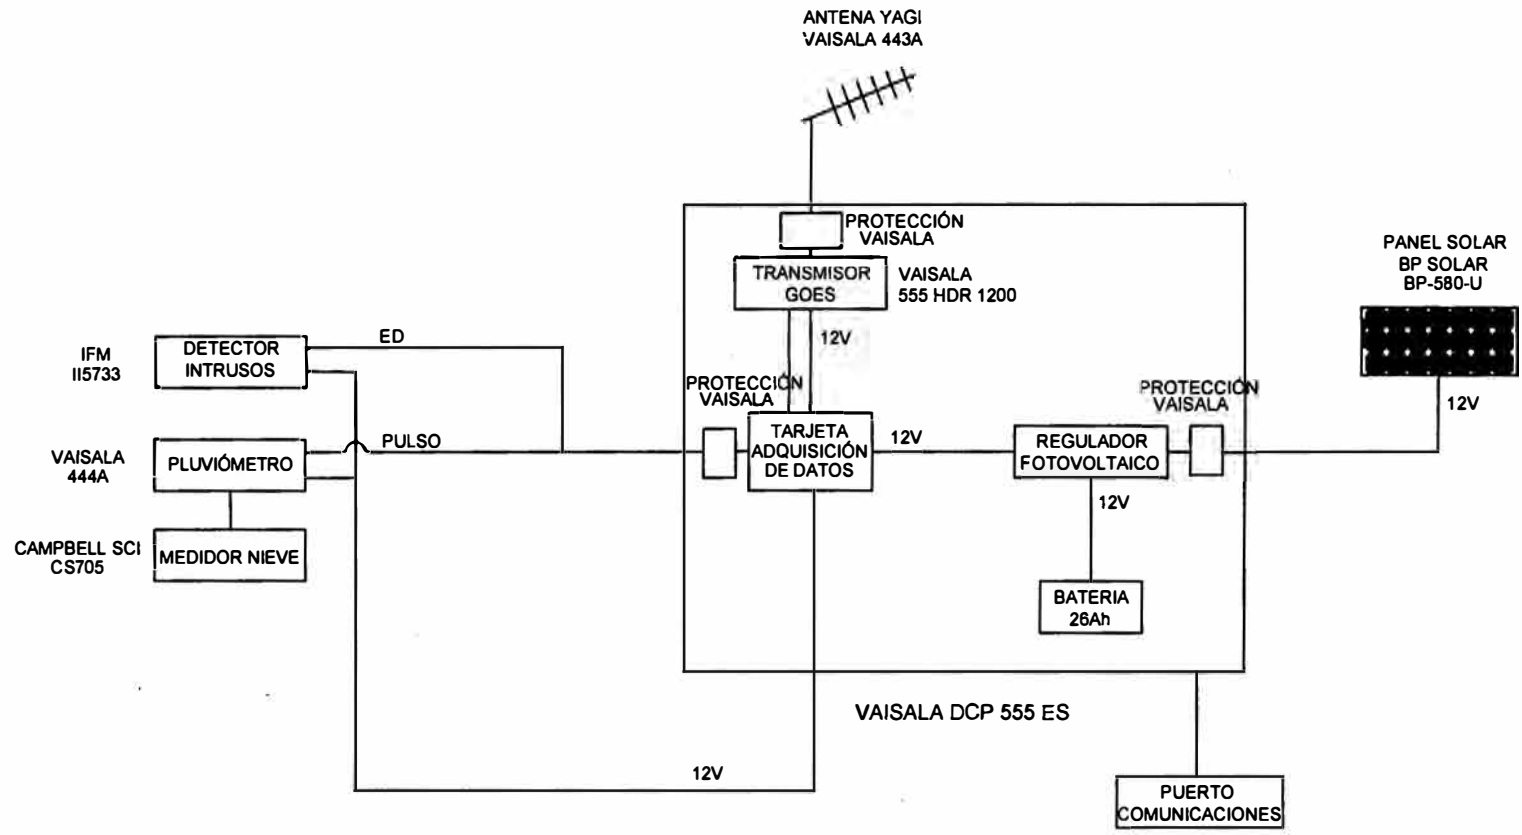 ANTENA YAGI
VAISALA 443A
PROTECCIÓN
VAISALA
TRANSMISOR
GOES
VAISALA
555 HDR 1200
12V
PANEL SOLAR
BP SOLAR
BP-580-U
12V
IFM
II5733
DETECTOR
INTRUSOS
ED
PROTECCIÓN
VAISALA
PROTECCIÓN
VAISALA
VAISALA
444A
PLUVIÓMETRO
PULSO
TARJETA
ADQUISICIÓN
DE DATOS
12V
REGULADOR
FOTOVOLTAICO
12V
CAMPBELL SCI
CS705
MEDIDOR NIEVE
BATERIA
26Ah
VAISALA DCP 555 ES
12V
PUERTO
COMUNICACIONES